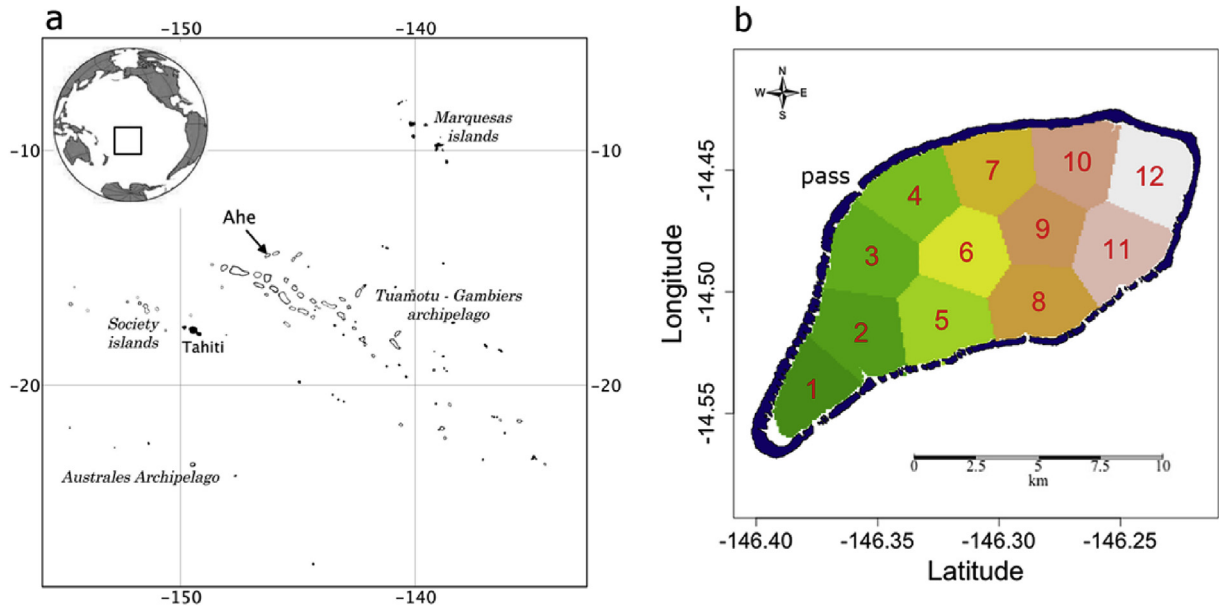 a
-150
-140
Marquesas
islands
-10
-10
Ahe
Tuamotu - Gambiers
archipelago
Society
islands
Tahiti
-20
-20
Australes Archipelago
-150
-140
b
N
W E
S
pass
1
2
3
4
5
6
7
8
9
10
11
12
Longitude
-14.45
-14.50
-14.55
0 2.5 5 7.5 10
km
-146.40 -146.35 -146.30 -146.25
Latitude